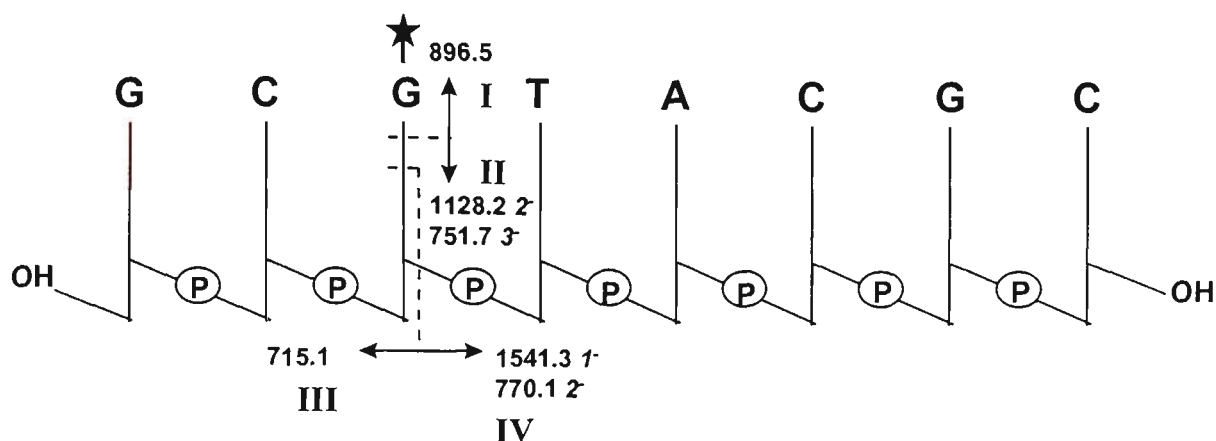 896.5
G C G T A C G C
I
II
1128.2 2-
751.7 3-
OH P P P P P P P OH
715.1 1541.3 1-
III 770.1 2-
IV